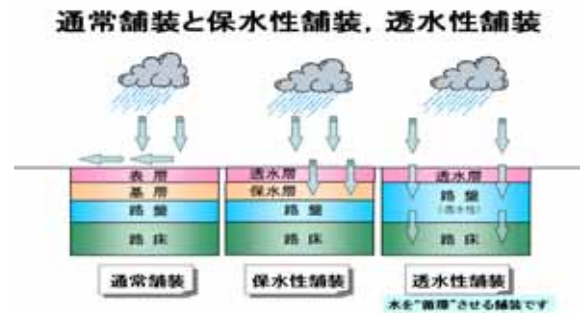 通常舗装と保水性舗装，透水性舗装
表層
基層
路盤
路床
通常舗装
透水層
保水層
路盤
路床
保水性舗装
透水層
路盤
(透水性)
路床
透水性舗装
水を"循環"させる舗装です